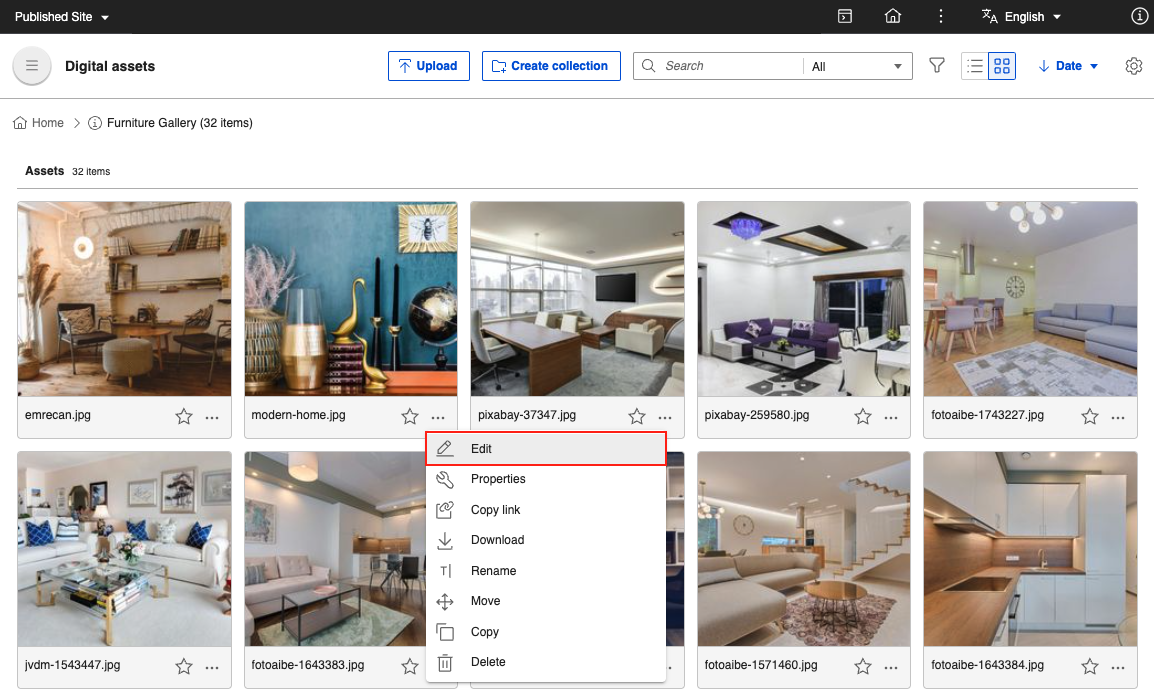 Published Site
English
Digital assets
Upload
Create collection
Search
All
Date
Home
Furniture Gallery (32 items)
Assets 32 items
emrecan.jpg
modern-home.jpg
pixabay-37347.jpg
pixabay-259580.jpg
fotoaibe-1743227.jpg
Edit
Properties
Copy link
Download
Rename
Move
Copy
Delete
jvdm-1543447.jpg
fotoaibe-1643383.jpg
fotoaibe-1571460.jpg
fotoaibe-1643384.jpg